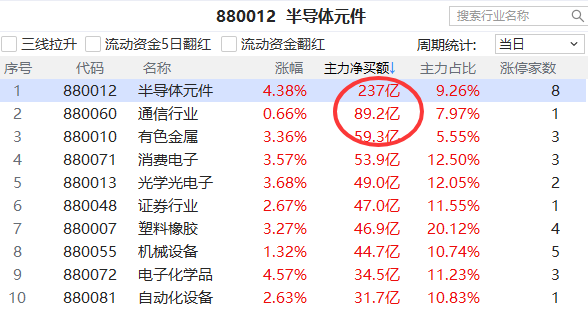 880012 半导体元件
搜索行业名称
三线拉升 流动资金5日翻红 流动资金翻红 周期统计: 当日
序号 代码 名称 涨幅 主力净买额↓ 主力占比 涨停家数
1 880012 半导体元件 4.38% 237亿 9.26% 8
2 880060 通信行业 0.66% 89.2亿 7.97% 1
3 880010 有色金属 3.36% 59.3亿 5.55% 3
4 880071 消费电子 3.57% 53.9亿 12.50% 3
5 880013 光学光电子 3.68% 49.0亿 12.05% 2
6 880048 证券行业 2.67% 47.0亿 11.55% 1
7 880007 塑料橡胶 3.27% 46.9亿 20.12% 4
8 880055 机械设备 1.32% 44.7亿 10.74% 5
9 880072 电子化学品 4.57% 34.5亿 11.23% 3
10 880081 自动化设备 2.63% 31.7亿 10.83% 1